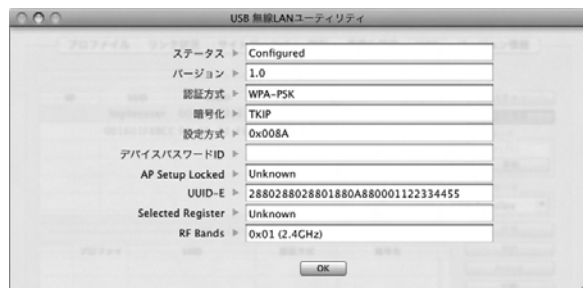 USB 無線LANユーティリティ
ステータス ▶ Configured
バージョン ▶ 1.0
認証方式 ▶ WPA-PSK
暗号化 ▶ TKIP
設定方式 ▶ 0x008A
デバイスパスワードID ▶
AP Setup Locked ▶ Unknown
UUID-E ▶ 2880288028801880A880001122334455
Selected Register ▶ Unknown
RF Bands ▶ 0x01 (2.4GHz)
OK